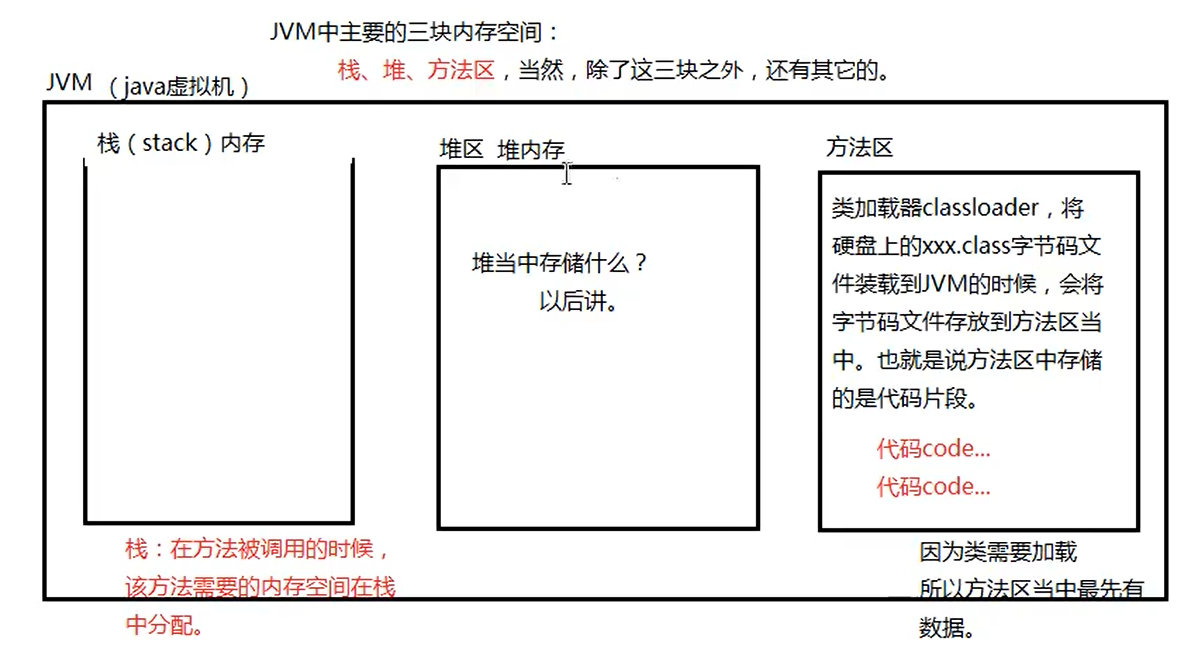 JVM中主要的三块内存空间：
栈、堆、方法区，当然，除了这三块之外，还有其它的。
JVM （java虚拟机）
栈（stack）内存
堆区 堆内存
堆当中存储什么？
以后讲。
方法区
类加载器classloader，将
硬盘上的xxx.class字节码文
件装载到JVM的时候，会将
字节码文件存放到方法区当
中。也就是说方法区中存储
的是代码片段。
代码code...
代码code...
栈：在方法被调用的时候，
该方法需要的内存空间在栈
中分配。
因为类需要加载
所以方法区当中最先有
数据。